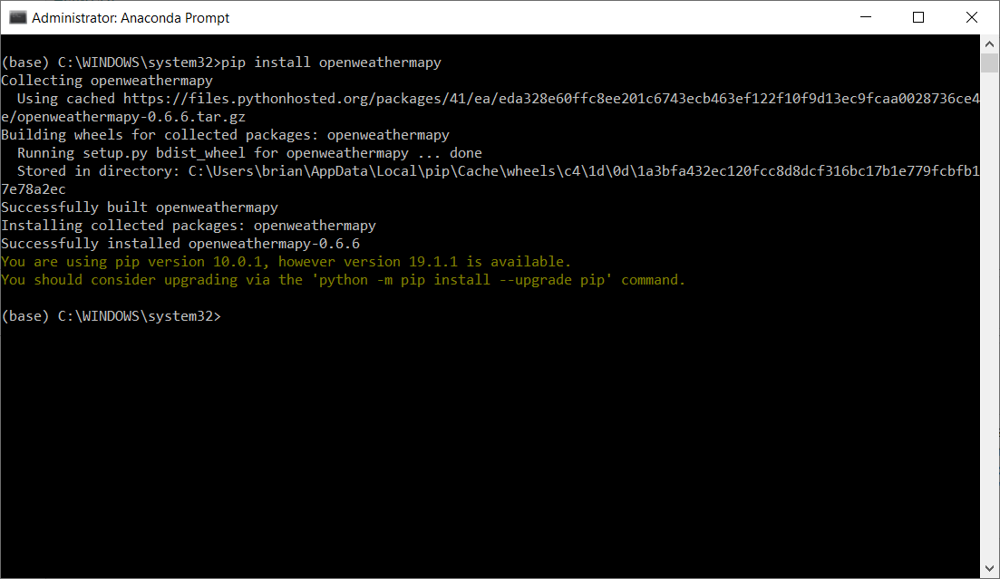 Administrator: Anaconda Prompt
(base) C:\WINDOWS\system32>pip install openweathermapy
Collecting openweathermapy
  Using cached https://files.pythonhosted.org/packages/41/ea/eda328e60ffc8ee201c6743ecb463ef122f10f9d13ec9fcaa0028736ce4
e/openweathermapy-0.6.6.tar.gz
Building wheels for collected packages: openweathermapy
  Running setup.py bdist_wheel for openweathermapy ... done
  Stored in directory: C:\Users\brian\AppData\Local\pip\Cache\wheels\c4\1d\0d\1a3bfa432ec120fcc8d8dcf316bc17b1e779fcbfb1
7e78a2ec
Successfully built openweathermapy
Installing collected packages: openweathermapy
Successfully installed openweathermapy-0.6.6
You are using pip version 10.0.1, however version 19.1.1 is available.
You should consider upgrading via the 'python -m pip install --upgrade pip' command.
(base) C:\WINDOWS\system32>